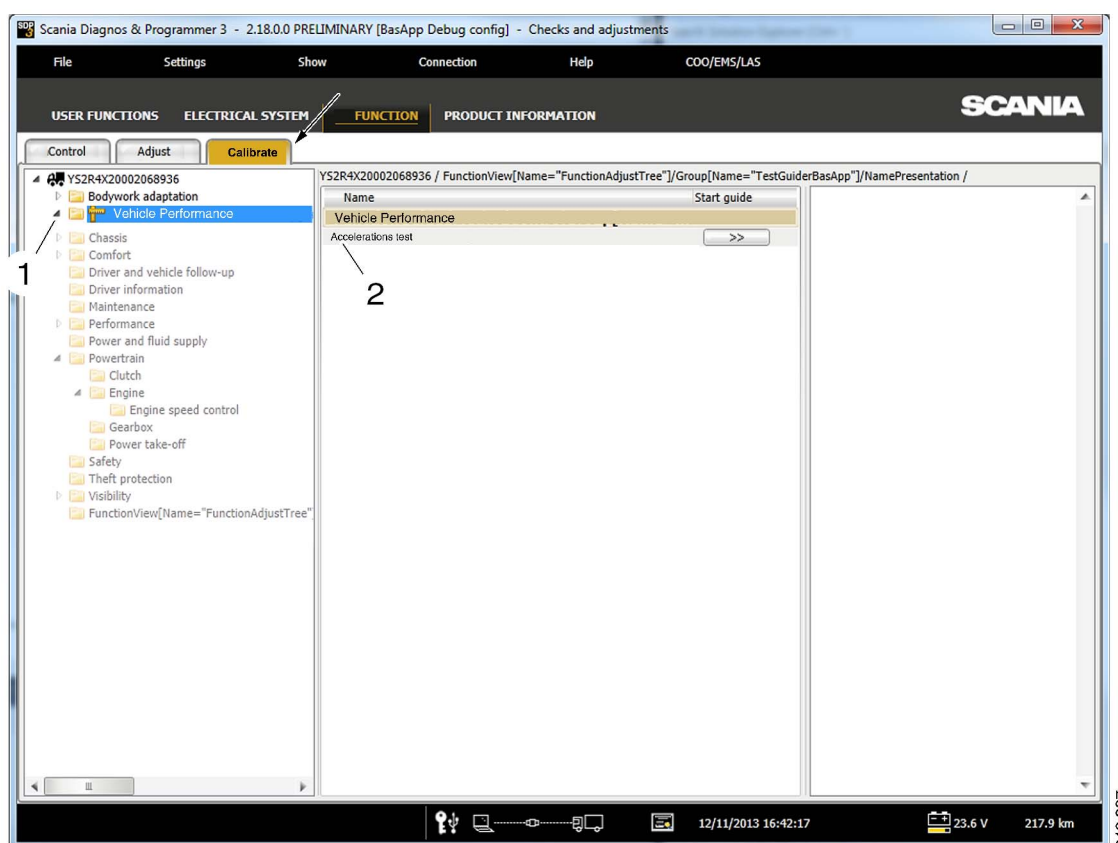 SDP3 Scania Diagnos & Programmer 3 - 2.18.0.0 PRELIMINARY [BasApp Debug config] - Checks and adjustments
File Settings Show Connection Help COO/EMS/LAS
USER FUNCTIONS ELECTRICAL SYSTEM FUNCTION PRODUCT INFORMATION SCANIA
Control Adjust Calibrate
YS2R4X20002068936
Bodywork adaptation
Vehicle Performance
Chassis
Comfort
Driver and vehicle follow-up
Driver information
Maintenance
Performance
Power and fluid supply
Powertrain
Clutch
Engine
Engine speed control
Gearbox
Power take-off
Safety
Theft protection
Visibility
FunctionView[Name="FunctionAdjustTree"]
1
YS2R4X20002068936 / FunctionView[Name="FunctionAdjustTree"]/Group[Name="TestGuiderBasApp"]/NamePresentation /
Name Start guide
Vehicle Performance
Accelerations test >>
2
12/11/2013 16:42:17 23.6 V 217.9 km